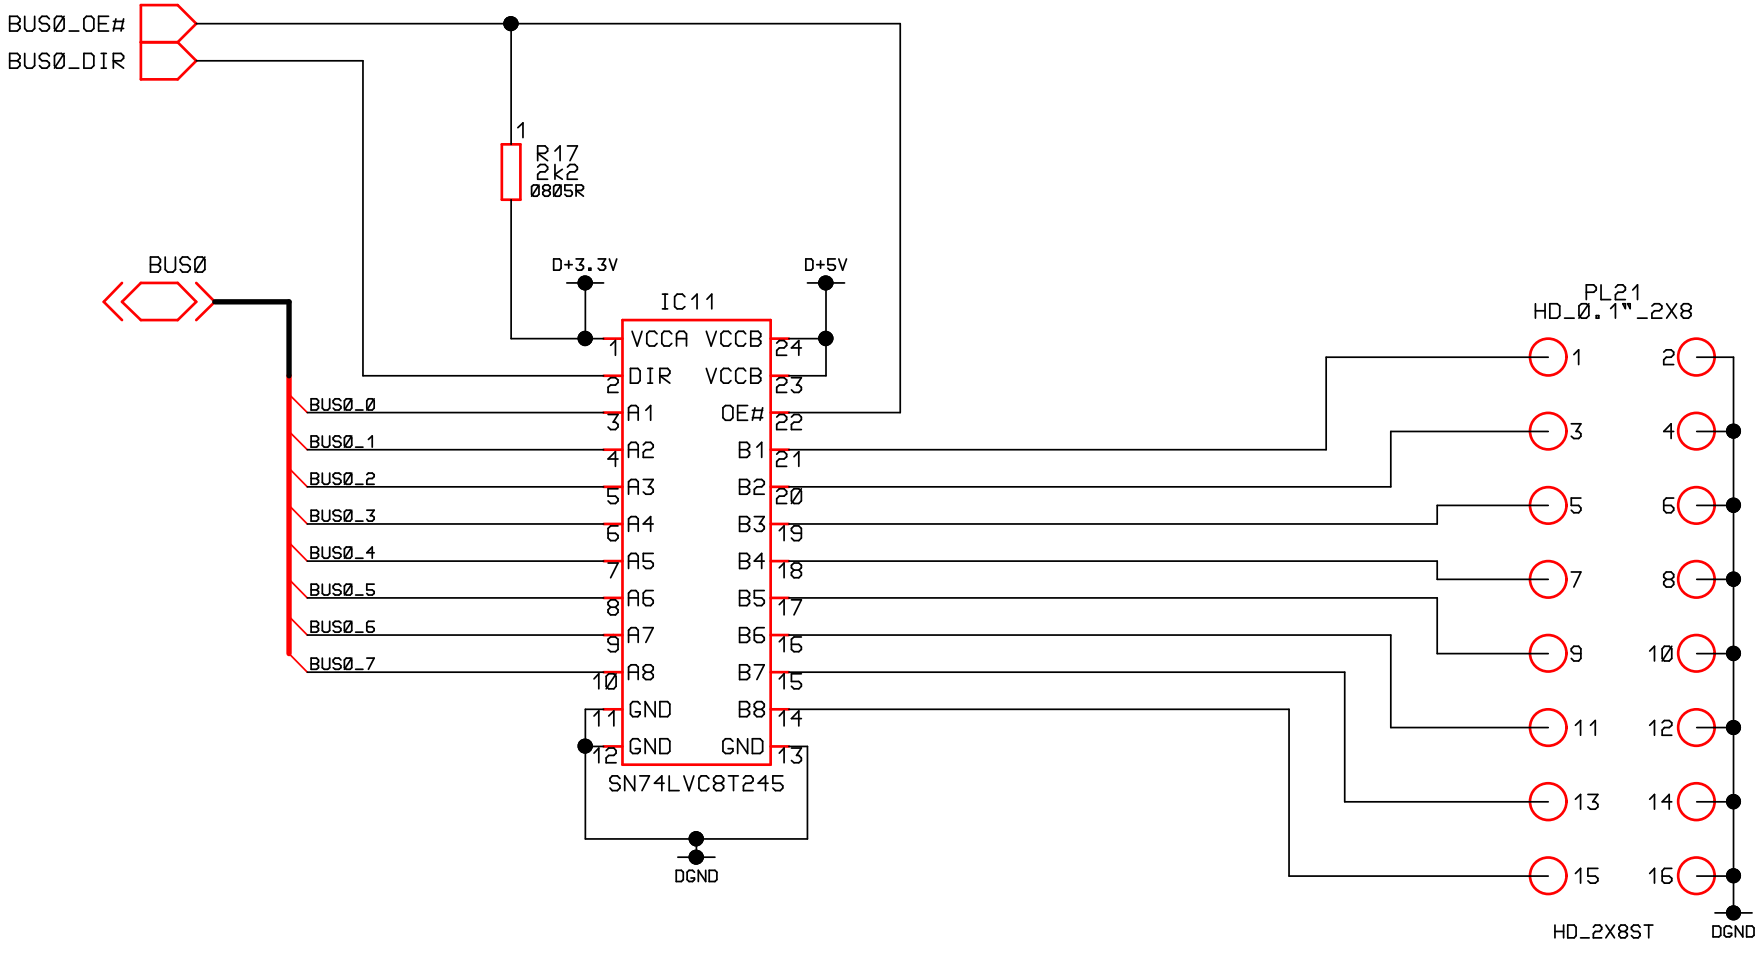 BUSØ_OE#
BUSØ_DIR
1
R17
2k2
Ø8Ø5R
BUSØ
D+3.3V
D+5V
IC11
PL21
HD_Ø.1"_2X8
1 VCCA VCCB 24
2 DIR VCCB 23
BUSØ_Ø 3 A1 OE# 22
BUSØ_1 4 A2 B1 21
BUSØ_2 5 A3 B2 2Ø
BUSØ_3 6 A4 B3 19
BUSØ_4 7 A5 B4 18
BUSØ_5 8 A6 B5 17
BUSØ_6 9 A7 B6 16
BUSØ_7 1Ø A8 B7 15
11 GND B8 14
12 GND GND 13
SN74LVC8T245
DGND
1 2
3 4
5 6
7 8
9 1Ø
11 12
13 14
15 16
HD_2X8ST
DGND